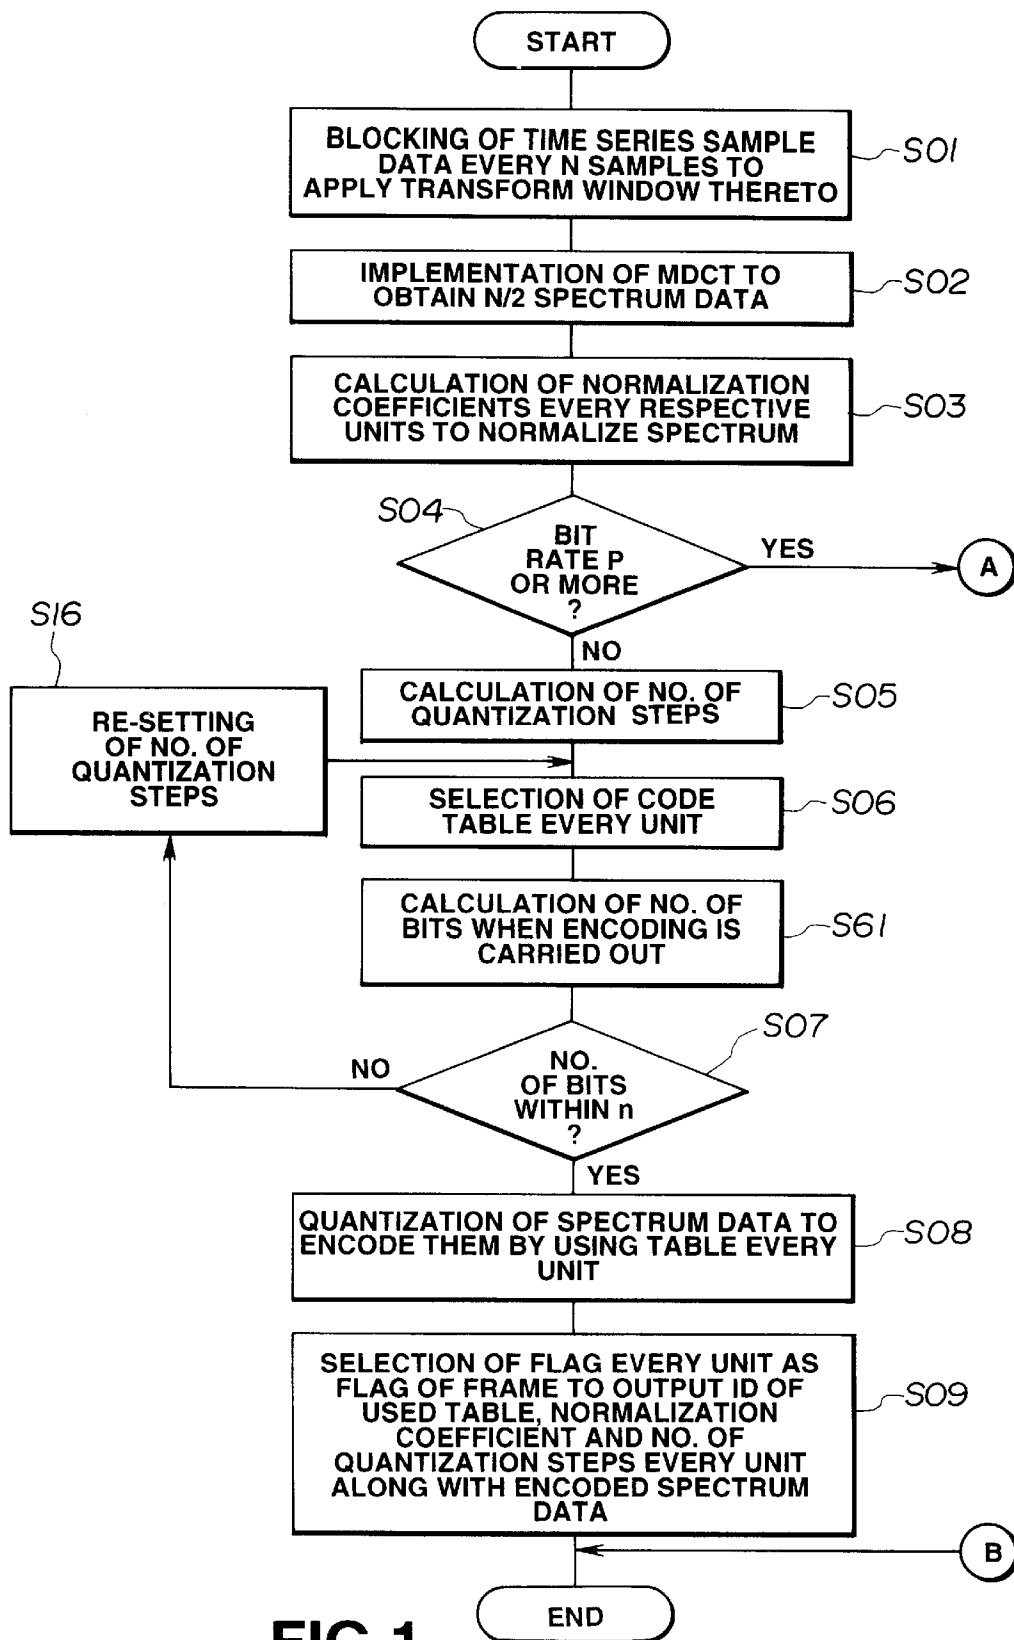 START
BLOCKING OF TIME SERIES SAMPLE
DATA EVERY N SAMPLES TO
APPLY TRANSFORM WINDOW THERETO
S01
IMPLEMENTATION OF MDCT TO
OBTAIN N/2 SPECTRUM DATA
S02
CALCULATION OF NORMALIZATION
COEFFICIENTS EVERY RESPECTIVE
UNITS TO NORMALIZE SPECTRUM
S03
S04
BIT
RATE P
OR MORE
?
YES
A
NO
S16
RE-SETTING
OF NO. OF
QUANTIZATION
STEPS
CALCULATION OF NO. OF
QUANTIZATION STEPS
S05
SELECTION OF CODE
TABLE EVERY UNIT
S06
CALCULATION OF NO. OF
BITS WHEN ENCODING IS
CARRIED OUT
S61
S07
NO
NO.
OF BITS
WITHIN n
?
YES
QUANTIZATION OF SPECTRUM DATA TO
ENCODE THEM BY USING TABLE EVERY
UNIT
S08
SELECTION OF FLAG EVERY UNIT AS
FLAG OF FRAME TO OUTPUT ID OF
USED TABLE, NORMALIZATION
COEFFICIENT AND NO. OF
QUANTIZATION STEPS EVERY UNIT
ALONG WITH ENCODED SPECTRUM
DATA
S09
B
END
FIG.1